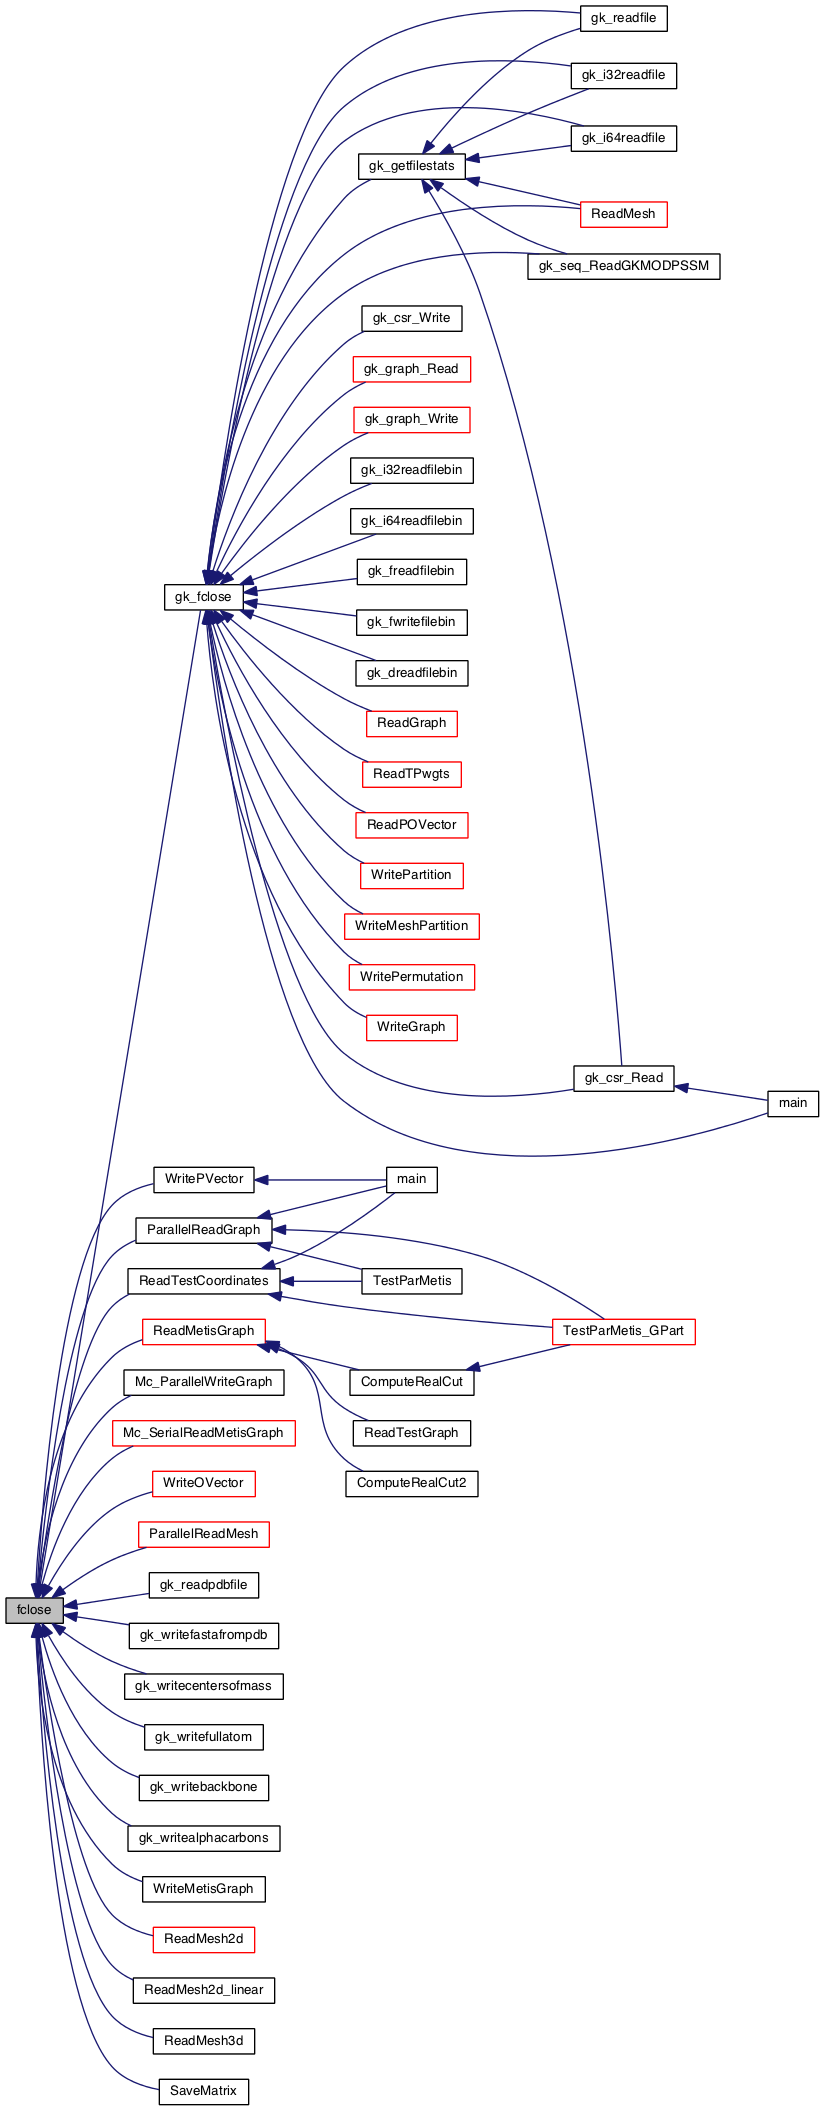 gk_readfile
gk_i32readfile
gk_i64readfile
gk_getfilestats
ReadMesh
gk_seq_ReadGKMODPSSM
gk_csr_Write
gk_graph_Read
gk_graph_Write
gk_i32readfilebin
gk_i64readfilebin
gk_freadfilebin
gk_fclose
gk_fwritefilebin
gk_dreadfilebin
ReadGraph
ReadTPwgts
ReadPOVector
WritePartition
WriteMeshPartition
WritePermutation
WriteGraph
gk_csr_Read
main
WritePVector
main
ParallelReadGraph
ReadTestCoordinates
TestParMetis
ReadMetisGraph
TestParMetis_GPart
Mc_ParallelWriteGraph
ComputeRealCut
Mc_SerialReadMetisGraph
ReadTestGraph
WriteOVector
ComputeRealCut2
ParallelReadMesh
gk_readpdbfile
fclose
gk_writefastafrompdb
gk_writecentersofmass
gk_writefullatom
gk_writebackbone
gk_writealphacarbons
WriteMetisGraph
ReadMesh2d
ReadMesh2d_linear
ReadMesh3d
SaveMatrix